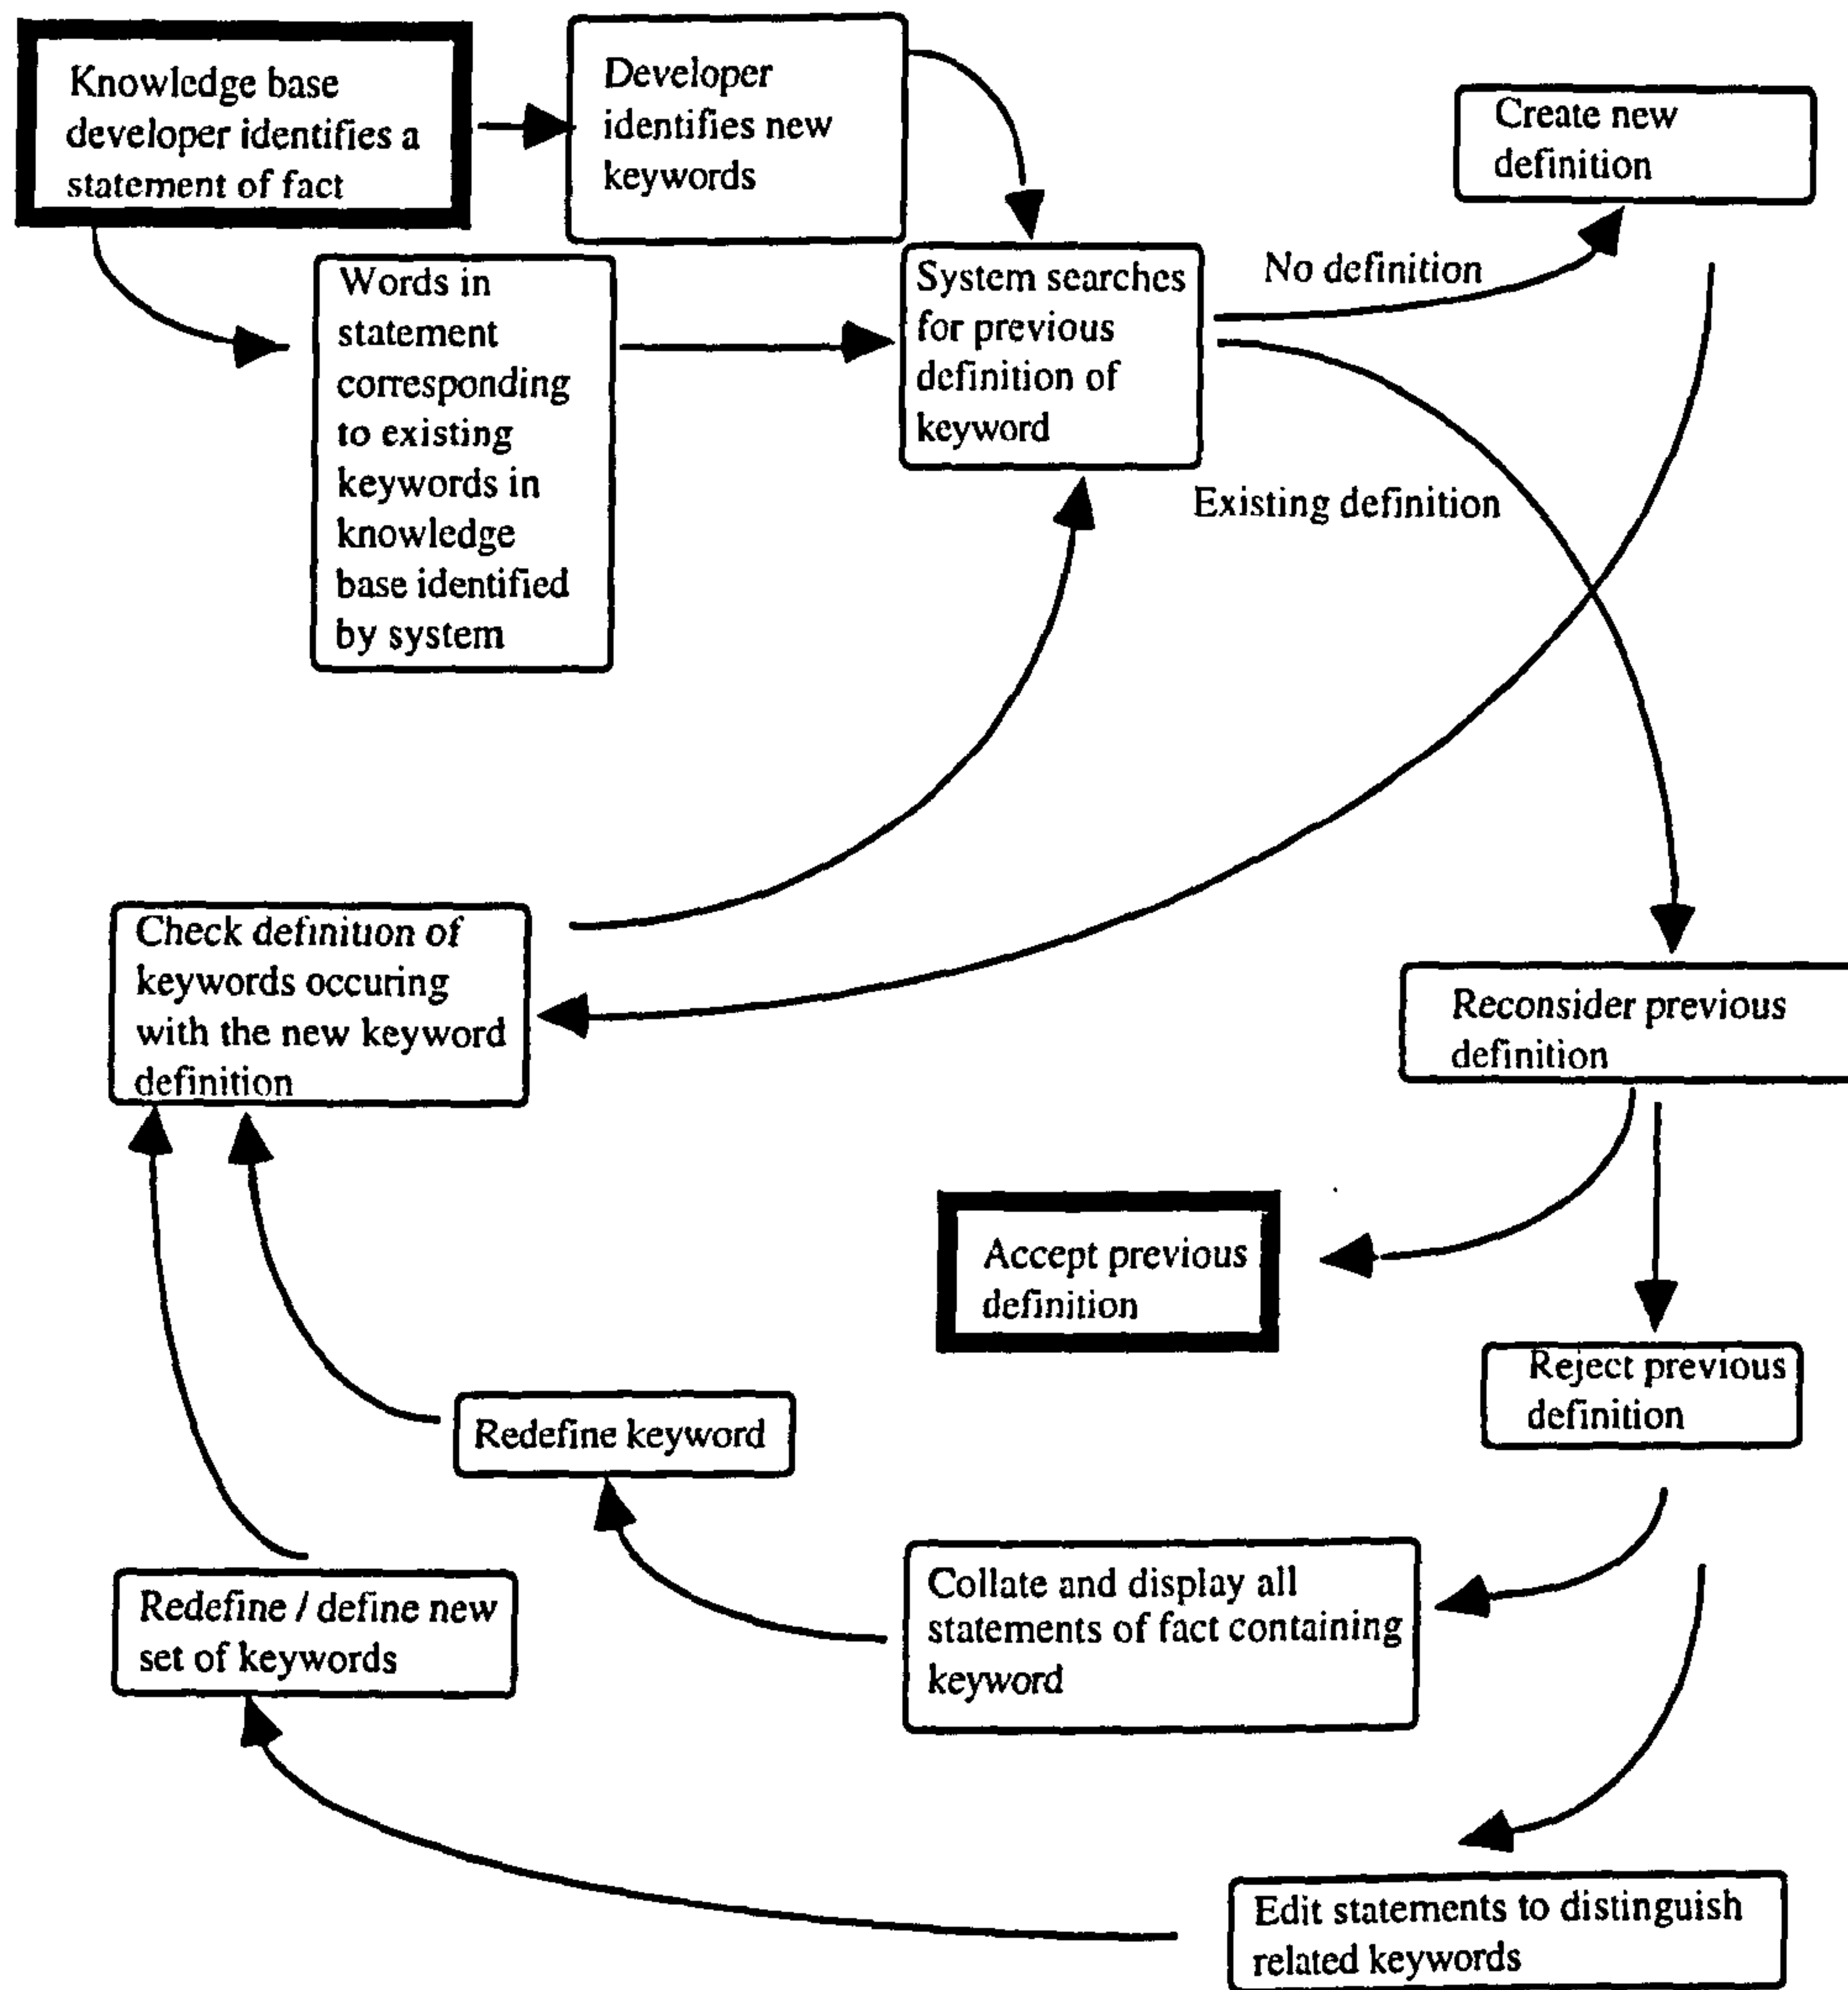 Knowledge base
developer identifies a
statement of fact
Developer
identifies new
keywords
Create new
definition
Words in
statement
corresponding
to existing
keywords in
knowledge
base identified
by system
System searches
for previous
definition of
keyword
No definition
Existing definition
Check definition of
keywords occuring
with the new keyword
definition
Reconsider previous
definition
Accept previous
definition
Reject previous
definition
Redefine keyword
Collate and display all
statements of fact containing
keyword
Redefine / define new
set of keywords
Edit statements to distinguish
related keywords